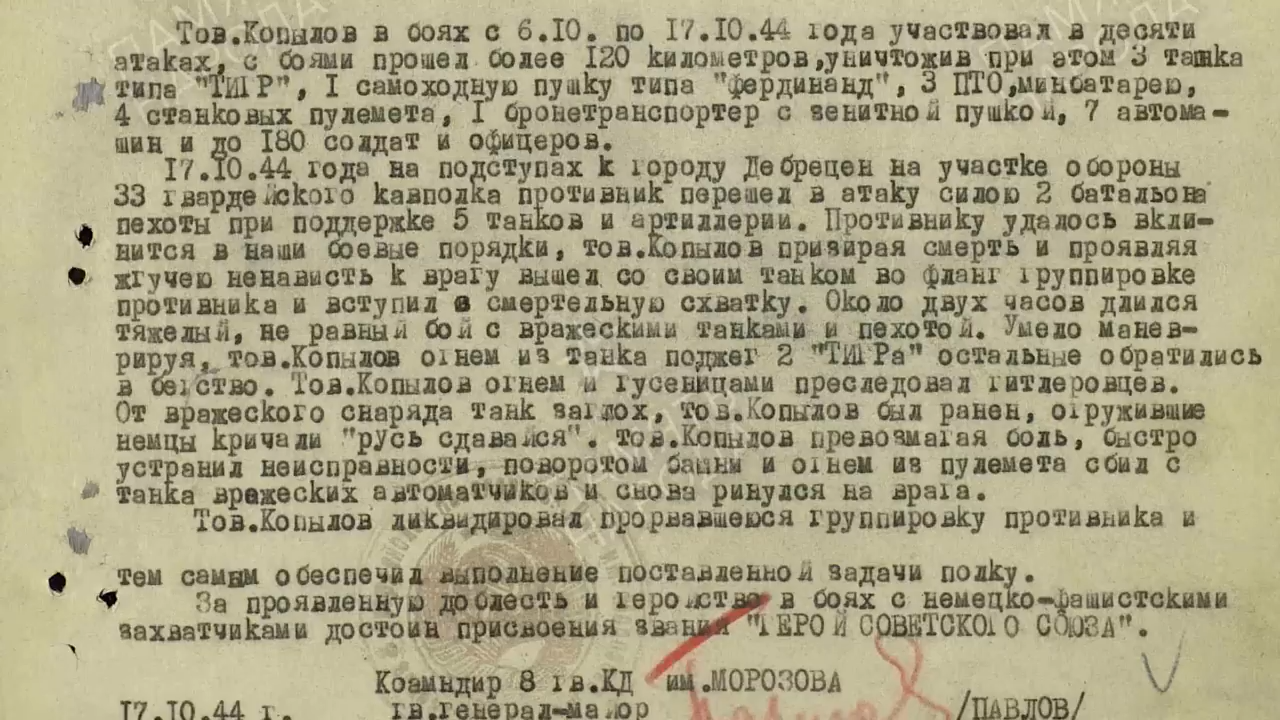 Тов.Копылов в боях с 6.10. по 17.10.44 года участвовал в десяти
атаках, с боями прошел более 120 километров,уничтожив при этом 3 танка
типа "ТИГР", I самоходную пушку типа "фердинанд", 3 ПТО,минбатарею,
4 станковых пулемета, I бронетранспортер с зенитной пушкой, 7 автома-
шин и до 180 солдат и офицеров.
17.10.44 года на подступах к городу Дебрецен на участке обороны
33 гвардейского кавполка противник перешел в атаку силою 2 батальона
пехоты при поддержке 5 танков и артиллерии. Противнику удалось вкли-
нится в наши боевые порядки, тов.Копылов призирая смерть и проявляя
жгучею ненависть к врагу вышел со своим танком во фланг группировке
противника и вступил в смертельную схватку. Около двух часов длился
тяжелый, не равный бой с вражескими танками и пехотой. Умело манев-
рируя, тов.Копылов огнем из танка поджег 2 "ТИГРа" остальные обратились
в бегство. Тов.Копылов огнем и гусеницами преследовал гитлеровцев.
От вражеского снаряда танк заглох, тов.Копылов был ранен, огружившие
немцы кричали "русь сдавайся". тов.Копылов превозмагая боль, быстро
устранил неисправности, поворотом башни и огнем из пулемета сбил с
танка вражеских автоматчиков и снова ринулся на врага.
Тов.Копылов ликвидировал прорвавшеюся группировку противника и
тем самым обеспечил выполнение поставленной задачи полку.
За проявленную доблесть и геройство в боях с немецко-фашистскими
захватчиками достоин присвоения звания "ГЕРОЙ СОВЕТСКОГО СОЮЗА".
Коамндир 8 гв.КД им.МОРОЗОВА
17.10.44 г. гв.генерал-майор /ПАВЛОВ/